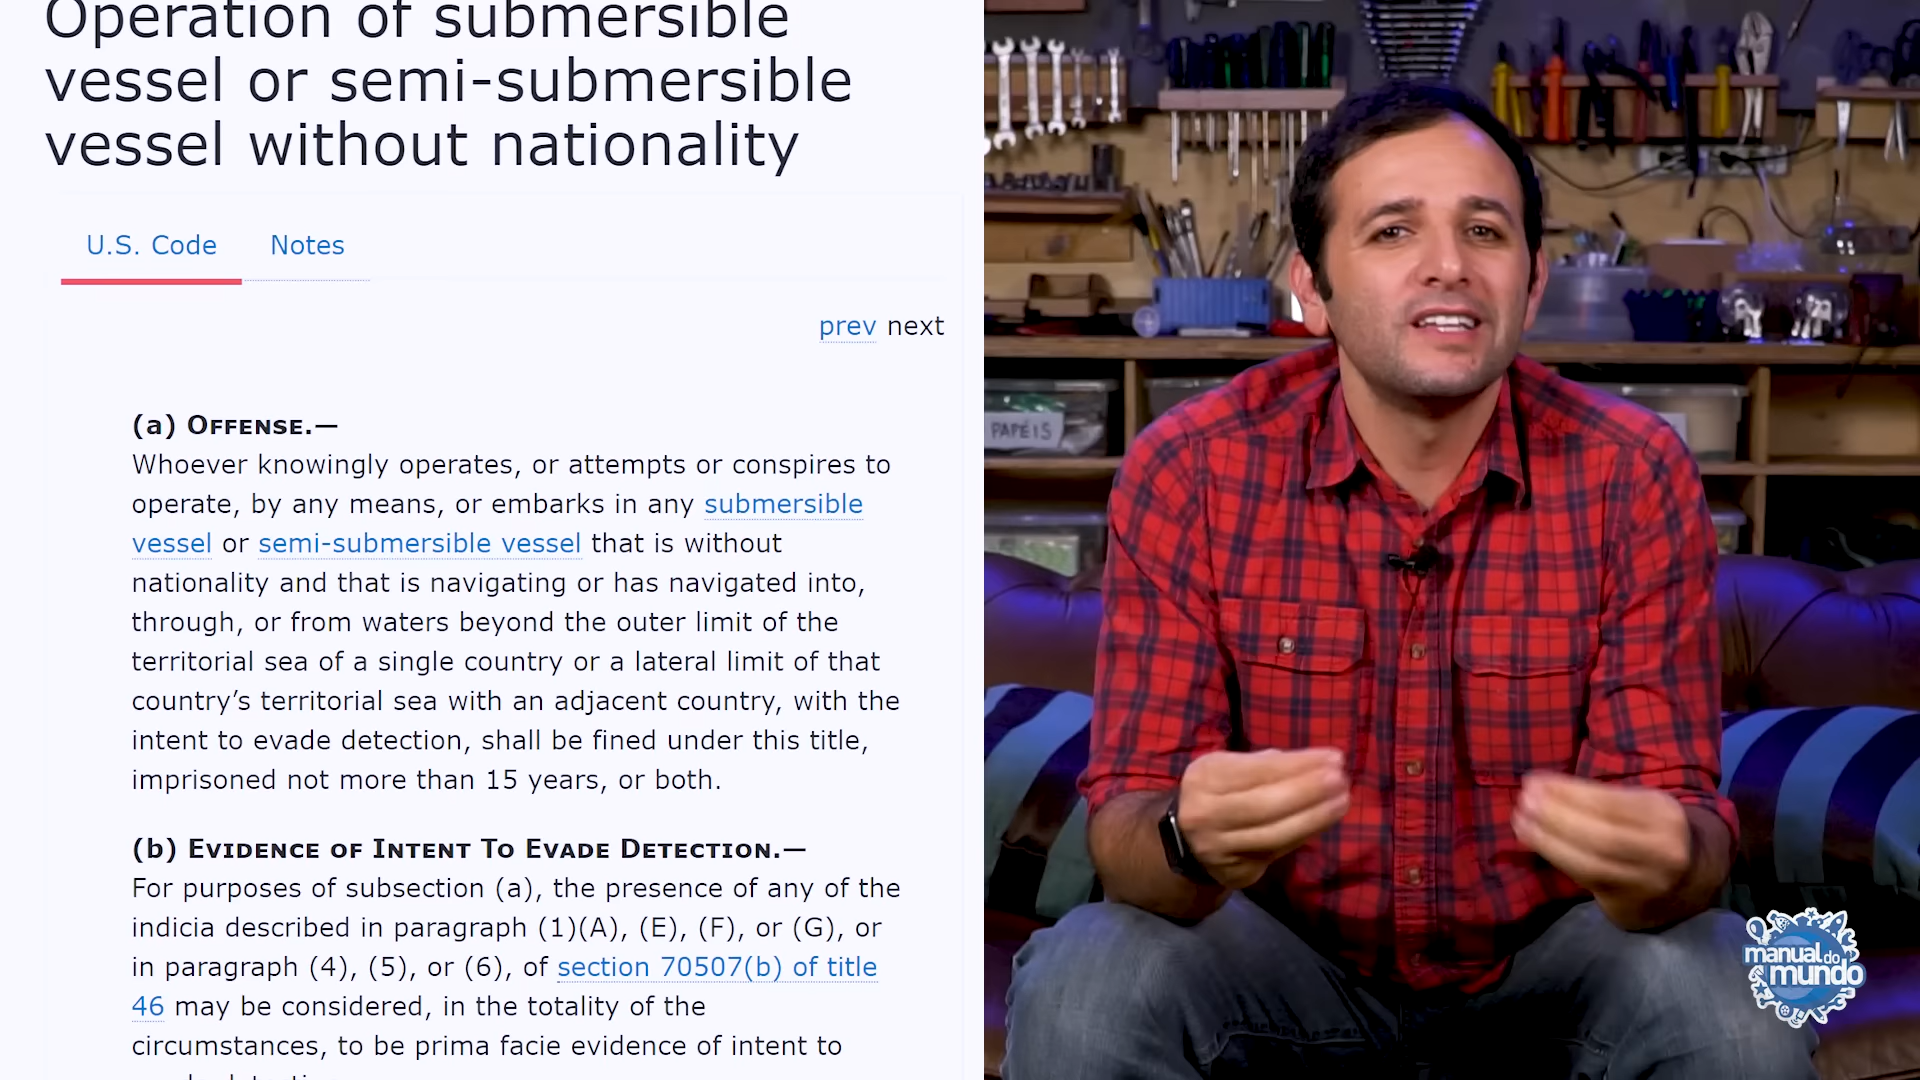 Operation of submersible
vessel or semi-submersible
vessel without nationality
U.S. Code
Notes
prev next
(a) OFFENSE.—
Whoever knowingly operates, or attempts or conspires to
operate, by any means, or embarks in any submersible
vessel or semi-submersible vessel that is without
nationality and that is navigating or has navigated into,
through, or from waters beyond the outer limit of the
territorial sea of a single country or a lateral limit of that
country’s territorial sea with an adjacent country, with the
intent to evade detection, shall be fined under this title,
imprisoned not more than 15 years, or both.
(b) EVIDENCE OF INTENT TO EVADE DETECTION.—
For purposes of subsection (a), the presence of any of the
indicia described in paragraph (1)(A), (E), (F), or (G), or
in paragraph (4), (5), or (6), of section 70507(b) of title
46 may be considered, in the totality of the
circumstances, to be prima facie evidence of intent to
PAPÉIS
manual do
mundo